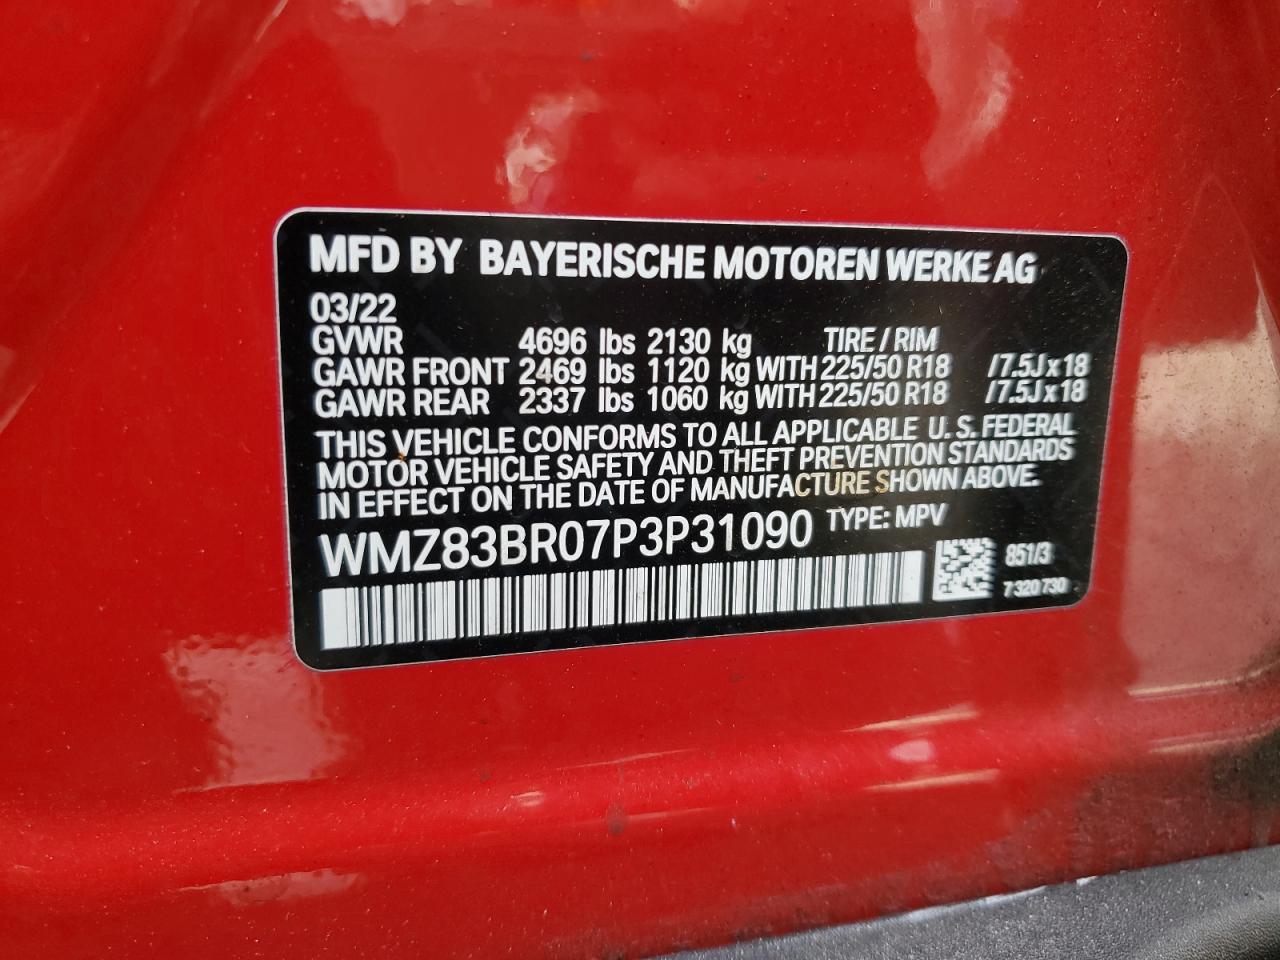 MFD BY BAYERISCHE MOTOREN WERKE AG
03/22
GVWR 4696 lbs 2130 kg TIRE / RIM
GAWR FRONT 2469 lbs 1120 kg WITH 225/50 R18 /7.5J x 18
GAWR REAR 2337 lbs 1060 kg WITH 225/50 R18 /7.5J x 18
THIS VEHICLE CONFORMS TO ALL APPLICABLE U. S. FEDERAL
MOTOR VEHICLE SAFETY AND THEFT PREVENTION STANDARDS
IN EFFECT ON THE DATE OF MANUFACTURE SHOWN ABOVE.
WMZ83BR07P3P31090 TYPE: MPV
851/3
7 320 730